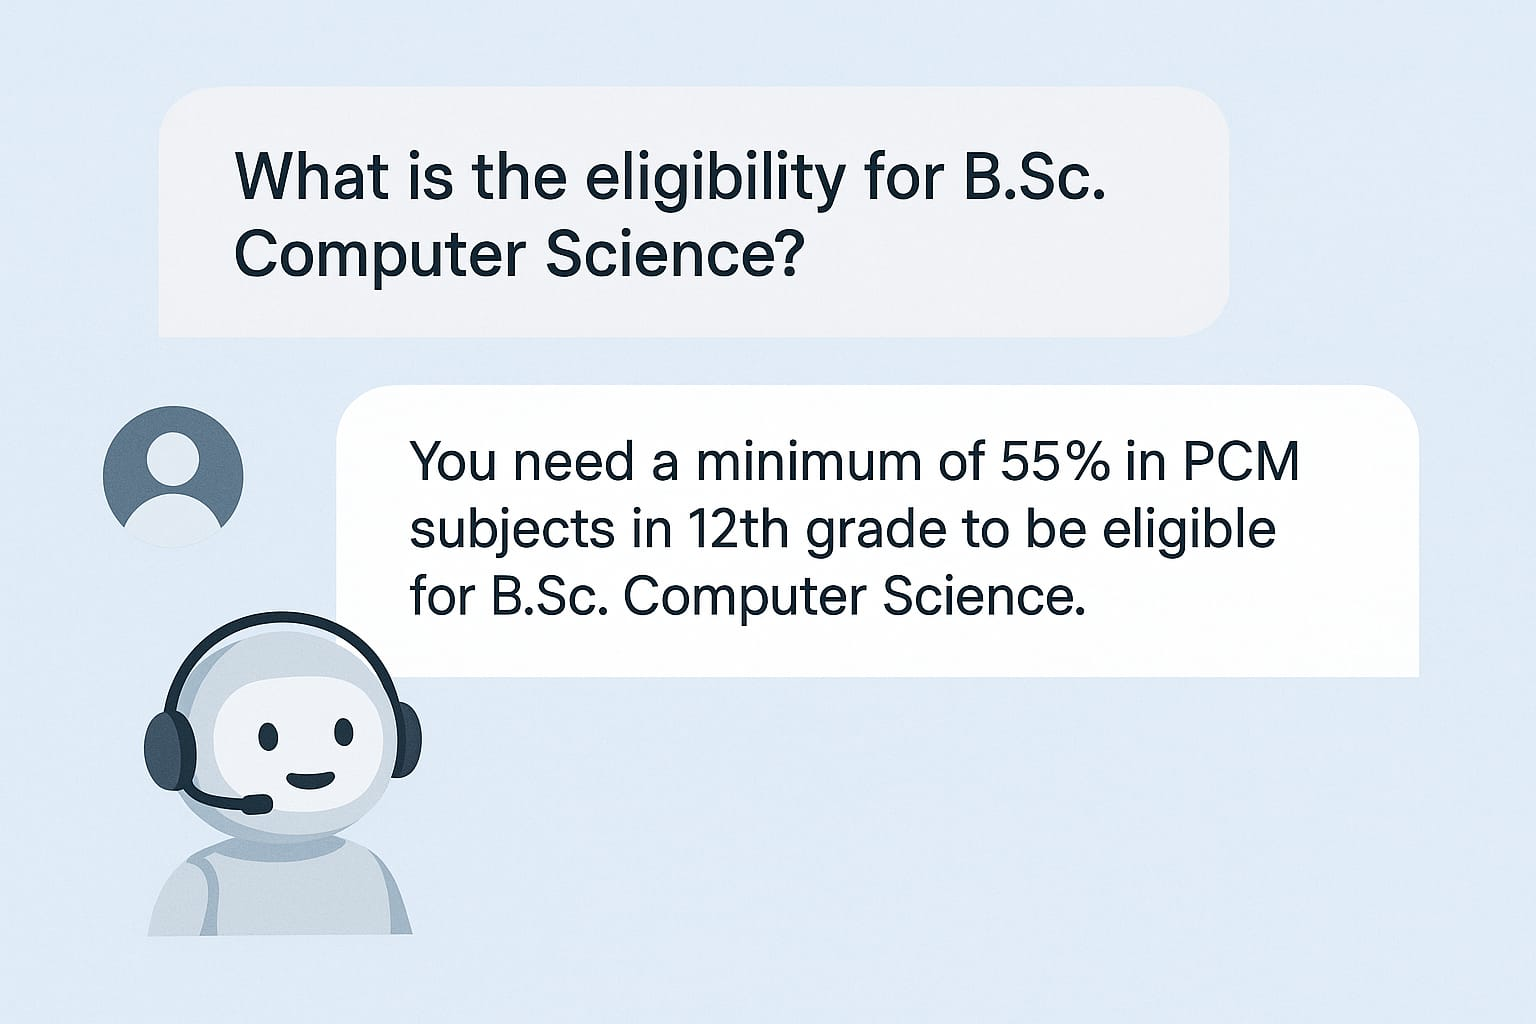 What is the eligibility for B.Sc.
Computer Science?
You need a minimum of 55% in PCM
subjects in 12th grade to be eligible
for B.Sc. Computer Science.